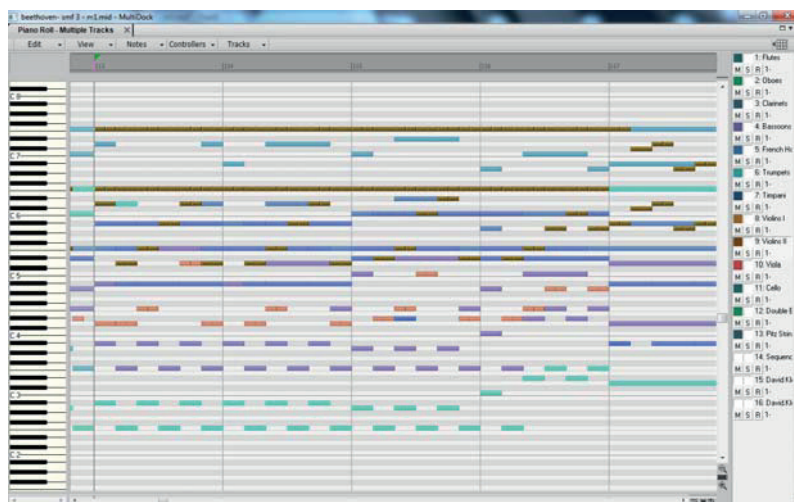 beethoven- smf 3 - m1.mid - MultiDock
Piano Roll - Multiple Tracks X
Edit View Notes Controllers Tracks
C 8
C 7
C 6
C 5
C 4
C 3
C 2
1: Flutes
M S R 1-
2: Oboes
M S R 1-
3: Clarinets
M S R 1-
4: Bassoons
M S R 1-
5: French Ho
M S R 1-
6: Trumpets
M S R 1-
7: Timpani
M S R 1-
8: Violins I
M S R 1-
9: Violins II
M S R 1-
10: Viola
M S R 1-
11: Cello
M S R 1-
12: Double B
M S R 1-
13: Pitz Strin
M S R 1-
14: Sequenc
M S R 1-
15: David Kl
M S R 1-
16: David Kl
M S R 1-